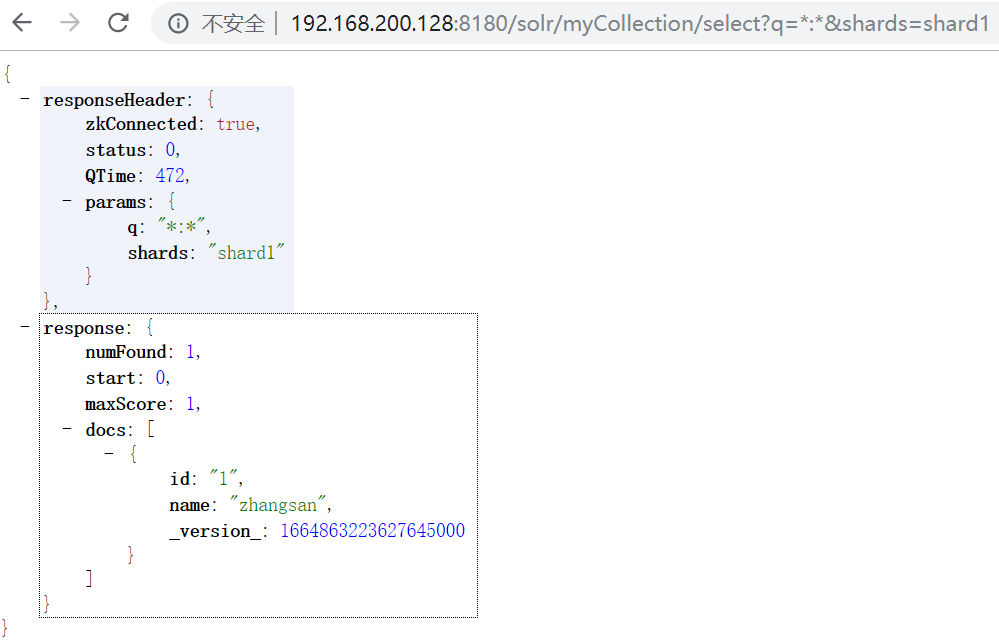 不安全 | 192.168.200.128:8180/solr/myCollection/select?q=*:*&shards=shard1
{
- responseHeader: {
zkConnected: true,
status: 0,
QTime: 472,
- params: {
q: "*:*",
shards: "shard1"
}
},
- response: {
numFound: 1,
start: 0,
maxScore: 1,
- docs: [
- {
id: "1",
name: "zhangsan",
_version_: 1664863223627645000
}
]
}
}